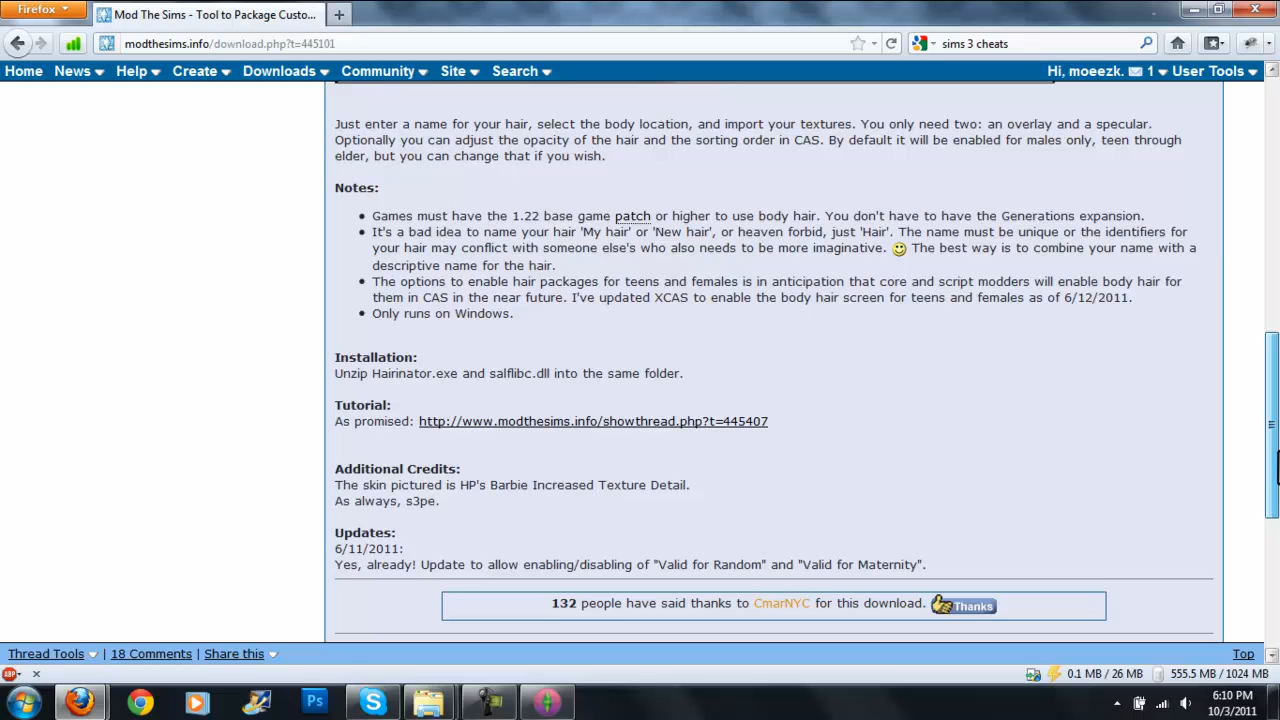 Firefox
Mod The Sims - Tool to Package Custo...
modthesims.info/download.php?t=445101
sims 3 cheats
Home News Help Create Downloads Community Site Search Hi, moeezk. 1 User Tools
Just enter a name for your hair, select the body location, and import your textures. You only need two: an overlay and a specular.
Optionally you can adjust the opacity of the hair and the sorting order in CAS. By default it will be enabled for males only, teen through
elder, but you can change that if you wish.
Notes:
Games must have the 1.22 base game patch or higher to use body hair. You don't have to have the Generations expansion.
It's a bad idea to name your hair 'My hair' or 'New hair', or heaven forbid, just 'Hair'. The name must be unique or the identifiers for
your hair may conflict with someone else's who also needs to be more imaginative. The best way is to combine your name with a
descriptive name for the hair.
The options to enable hair packages for teens and females is in anticipation that core and script modders will enable body hair for
them in CAS in the near future. I've updated XCAS to enable the body hair screen for teens and females as of 6/12/2011.
Only runs on Windows.
Installation:
Unzip Hairinator.exe and salflibc.dll into the same folder.
Tutorial:
As promised: http://www.modthesims.info/showthread.php?t=445407
Additional Credits:
The skin pictured is HP's Barbie Increased Texture Detail.
As always, s3pe.
Updates:
6/11/2011:
Yes, already! Update to allow enabling/disabling of "Valid for Random" and "Valid for Maternity".
132 people have said thanks to CmarNYC for this download. Thanks
Thread Tools | 18 Comments | Share this Top
ABP 0.1 MB / 26 MB 555.5 MB / 1024 MB
Ps
6:10 PM
10/3/2011